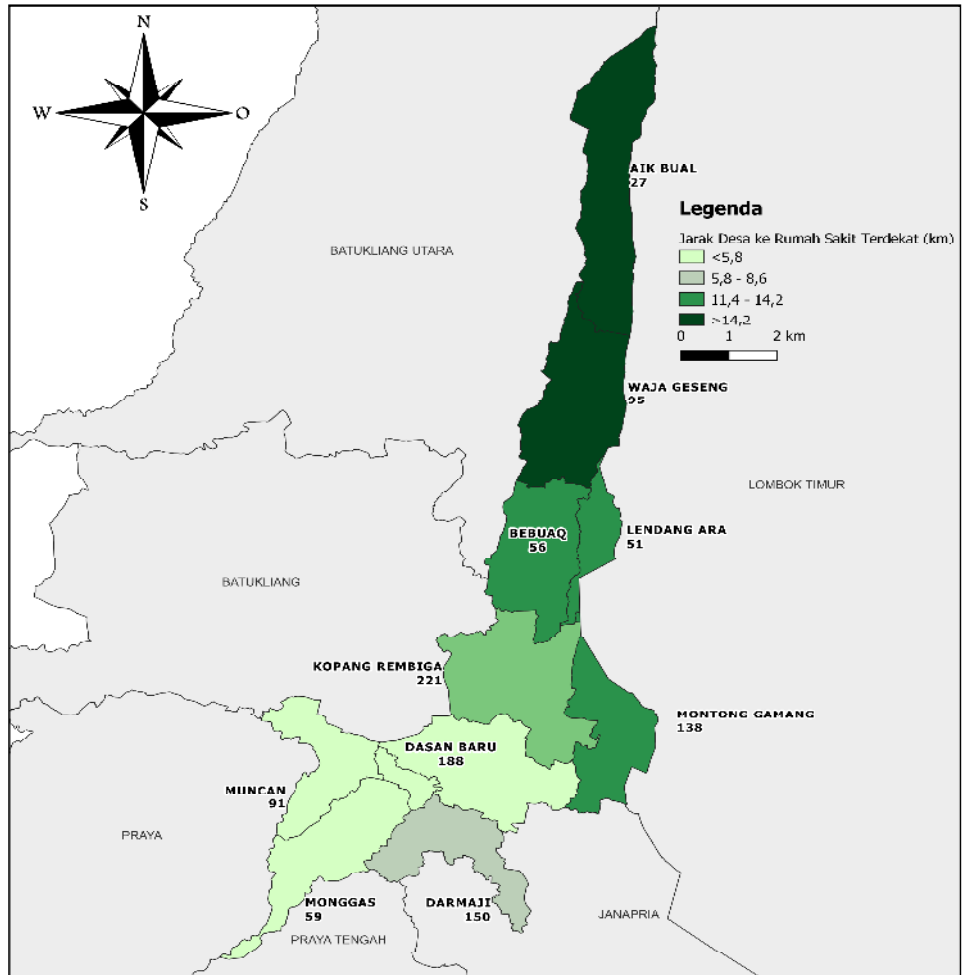 N
W
O
S
AIK BUAL
27
Legenda
Jarak Desa ke Rumah Sakit Terdekat (km)
<5,8
5,8 - 8,6
11,4 - 14,2
>14,2
0 1 2 km
BATUKLIANG UTARA
WAJA GESENG
LOMBOK TIMUR
BEBUAQ
56
LENDANG ARA
51
BATUKLIANG
KOPANG REMBIGA
221
MONTONG GAMANG
138
DASAN BARU
188
MUNCAN
91
PRAYA
MONGGAS
59
DARMAJI
150
JANAPRIA
PRAYA TENGAH